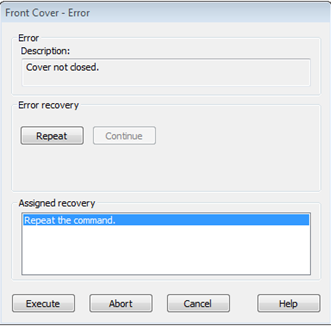 Front Cover - Error
Error
Description:
Cover not closed.
Error recovery
Repeat Continue
Assigned recovery
Repeat the command.
Execute Abort Cancel Help